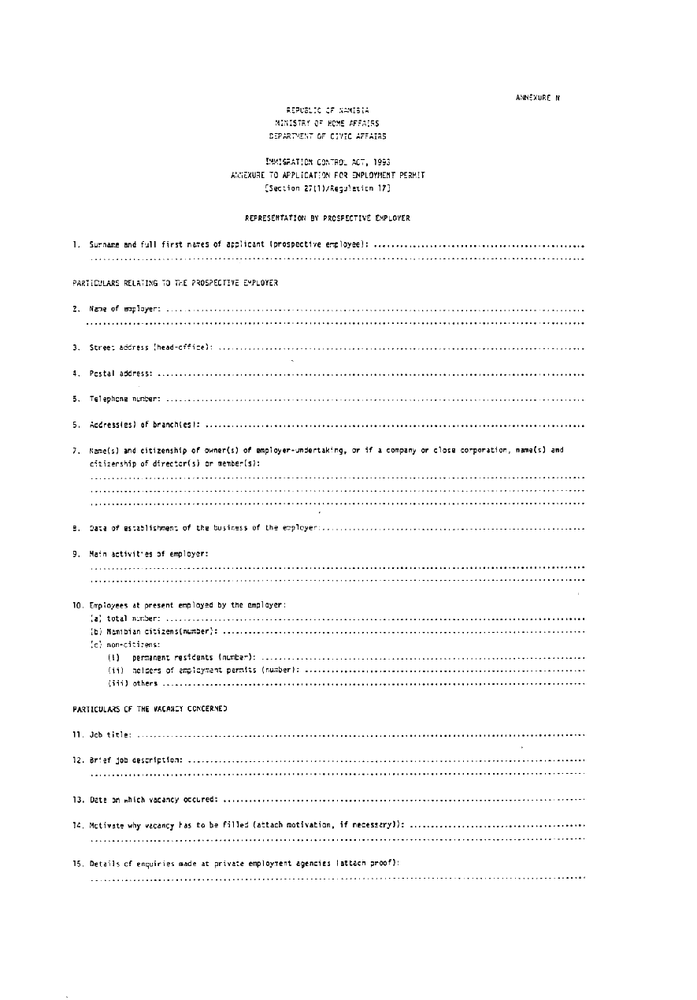 ANNEXURE N
REPUBLIC OF NAMIBIA
MINISTRY OF HOME AFFAIRS
DEPARTMENT OF CIVIC AFFAIRS
IMMIGRATION CONTROL ACT, 1993
ANNEXURE TO APPLICATION FOR EMPLOYMENT PERMIT
[Section 27(1)/Regulation 17]
REPRESENTATION BY PROSPECTIVE EMPLOYER
1. Surname and full first names of applicant (prospective employee): ................................................
................................................................................
PARTICULARS RELATING TO THE PROSPECTIVE EMPLOYER
2. Name of employer: ................................................................................
................................................................................
3. Street address (head-office): ................................................................................
4. Postal address: ................................................................................
5. Telephone number: ................................................................................
6. Address(es) of branch(es): ................................................................................
7. Name(s) and citizenship of owner(s) of employer-undertaking, or if a company or close corporation, name(s) and
citizenship of director(s) or member(s):
................................................................................
................................................................................
................................................................................
8. Date of establishment of the business of the employer:............................................................
9. Main activities of employer:
................................................................................
................................................................................
10. Employees at present employed by the employer:
(a) total number: ................................................................................
(b) Namibian citizens(number): ................................................................................
(c) non-citizens:
(i) permanent residents (number): ......................................................................
(ii) holders of employment permits (number): ............................................................
(iii) others ................................................................................
PARTICULARS OF THE VACANCY CONCERNED
11. Job title: ................................................................................
12. Brief job description: ................................................................................
................................................................................
13. Date on which vacancy occured: ................................................................................
14. Motivate why vacancy has to be filled (attach motivation, if necessary)): ........................................
................................................................................
15. Details of enquiries made at private employment agencies (attach proof):
................................................................................